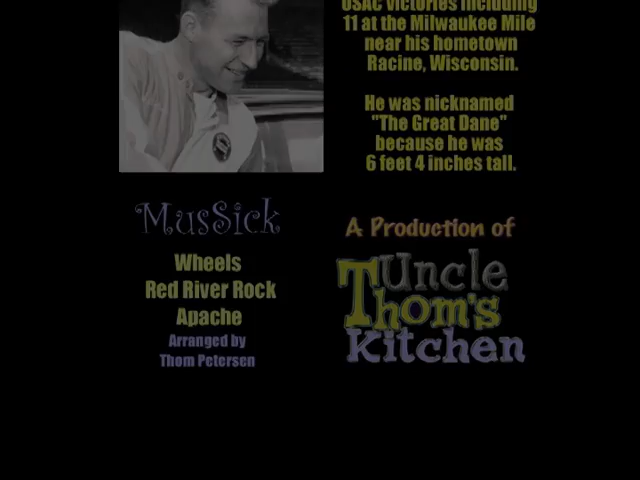 USAC victories including
11 at the Milwaukee Mile
near his hometown
Racine, Wisconsin.
He was nicknamed
"The Great Dane"
because he was
6 feet 4 inches tall.
MusSick
Wheels
Red River Rock
Apache
Arranged by
Thom Petersen
A Production of
Uncle
Thom's
Kitchen